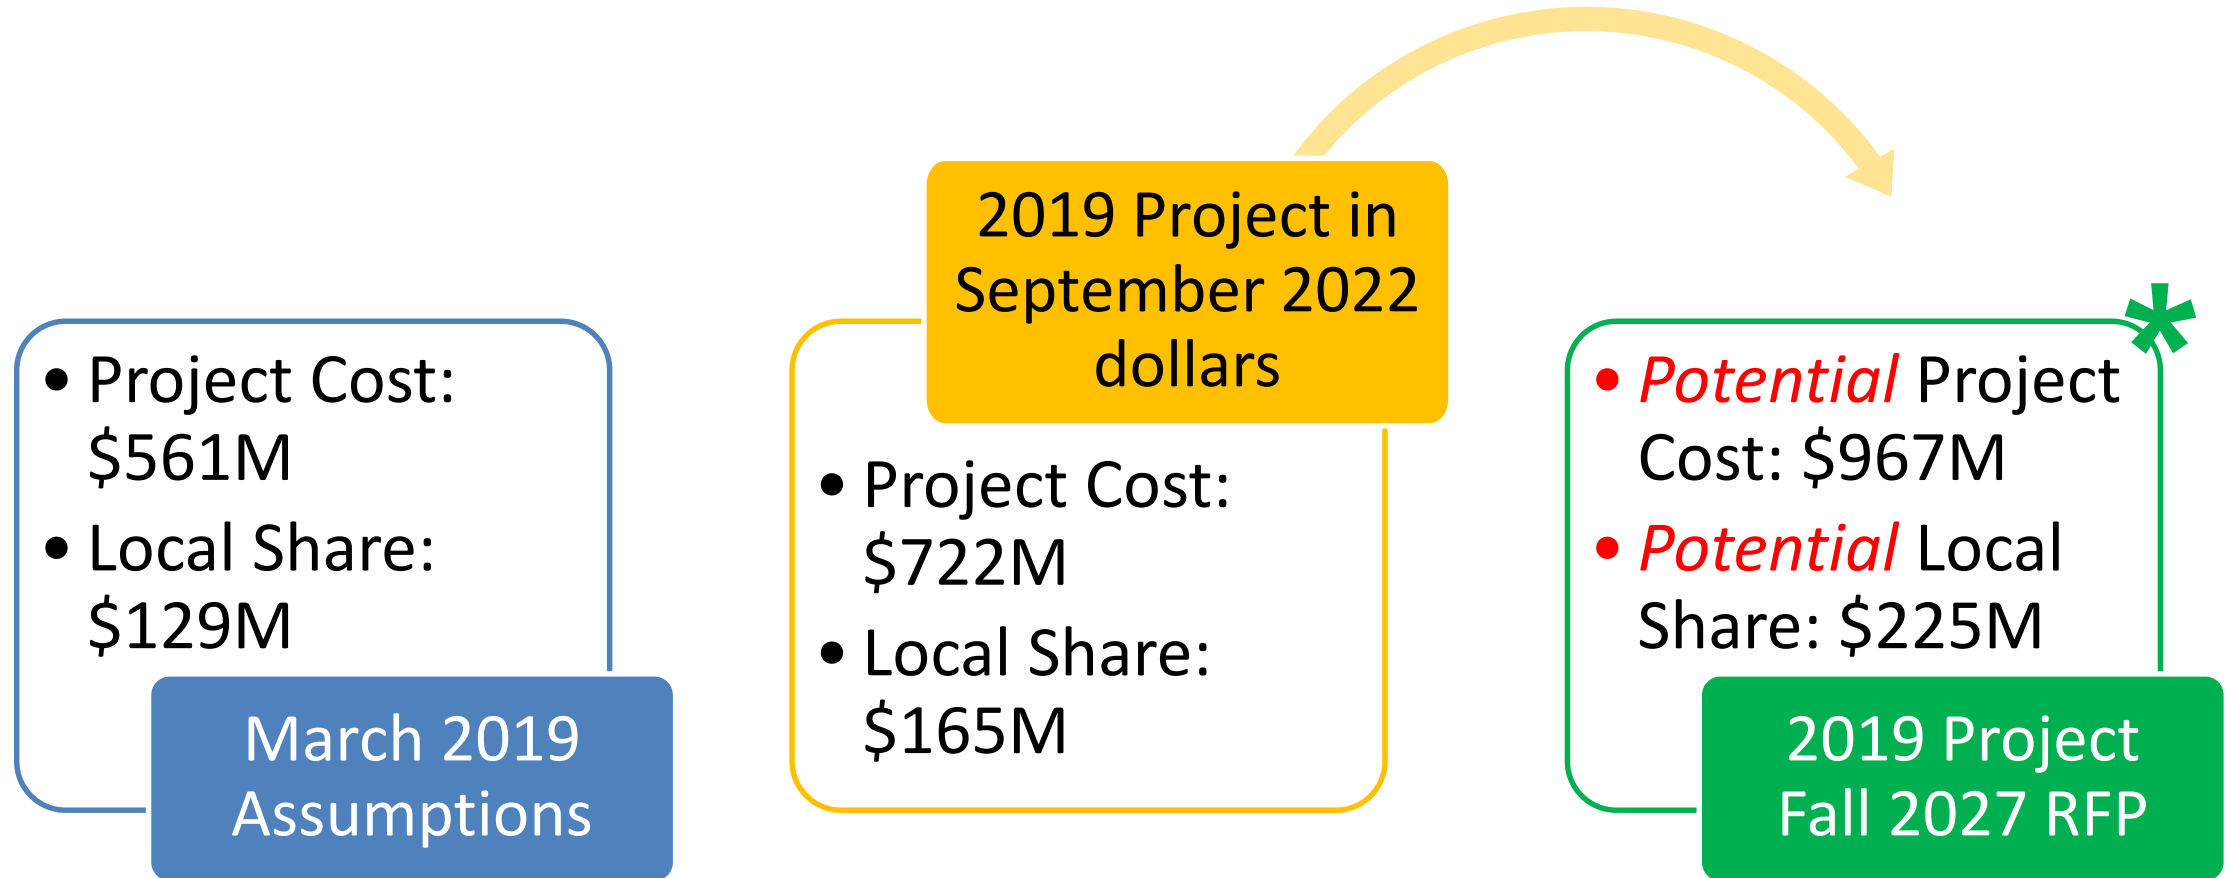 • Project Cost:
$561M
• Local Share:
$129M
March 2019
Assumptions
2019 Project in
September 2022
dollars
• Project Cost:
$722M
• Local Share:
$165M
*
• Potential Project
Cost: $967M
• Potential Local
Share: $225M
2019 Project
Fall 2027 RFP